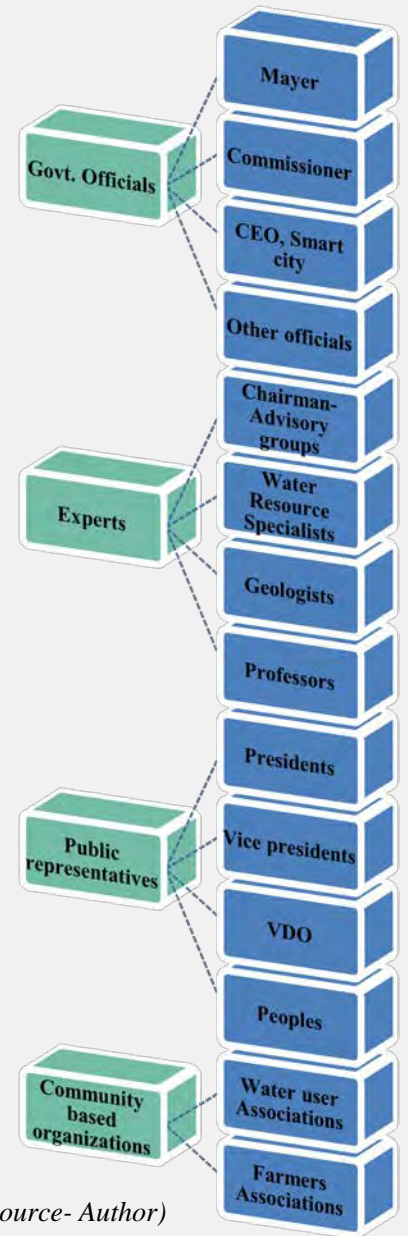 Govt. Officials
Mayer
Commissioner
CEO, Smart
city
Other officials
Experts
Chairman-
Advisory
groups
Water
Resource
Specialists
Geologists
Professors
Public
representatives
Presidents
Vice presidents
VDO
Peoples
Community
based
organizations
Water user
Associations
Farmers
Associations
ource- Author)